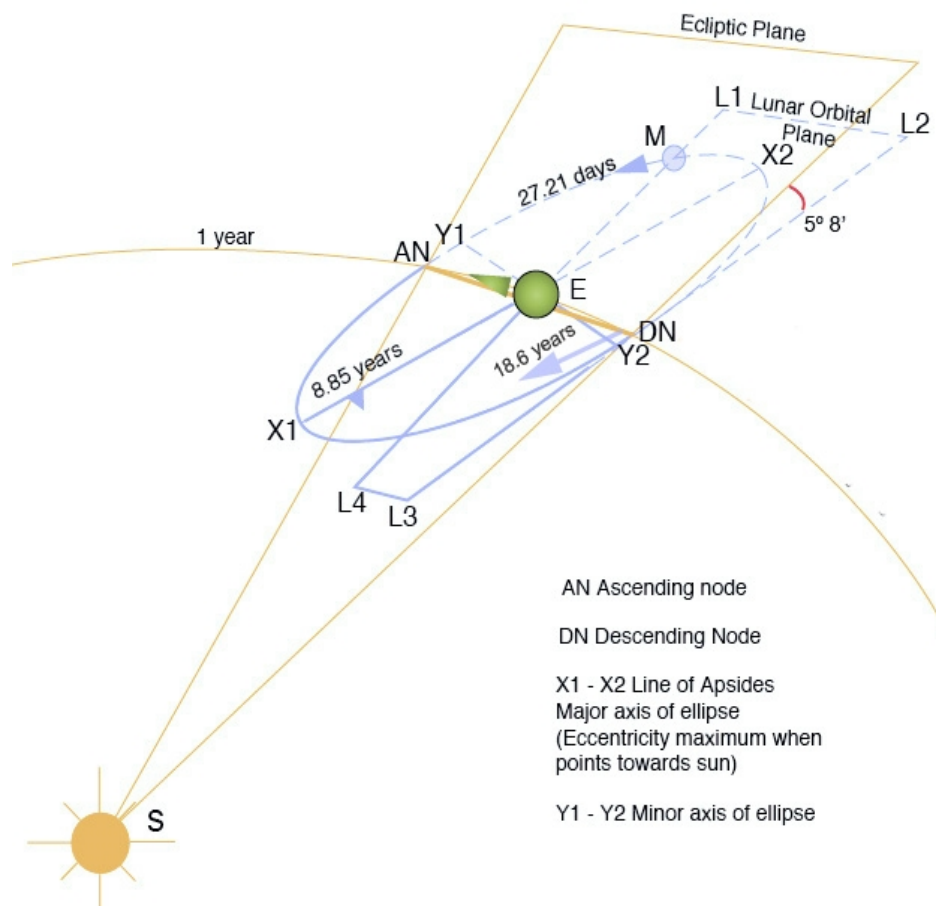 Ecliptic Plane
L1
Lunar Orbital
Plane
L2
M
X2
27.21 days
5º 8’
1 year
AN
Y1
E
DN
Y2
18.6 years
8.85 years
X1
L4
L3
AN Ascending node
DN Descending Node
X1 - X2 Line of Apsides
Major axis of ellipse
(Eccentricity maximum when
points towards sun)
Y1 - Y2 Minor axis of ellipse
S